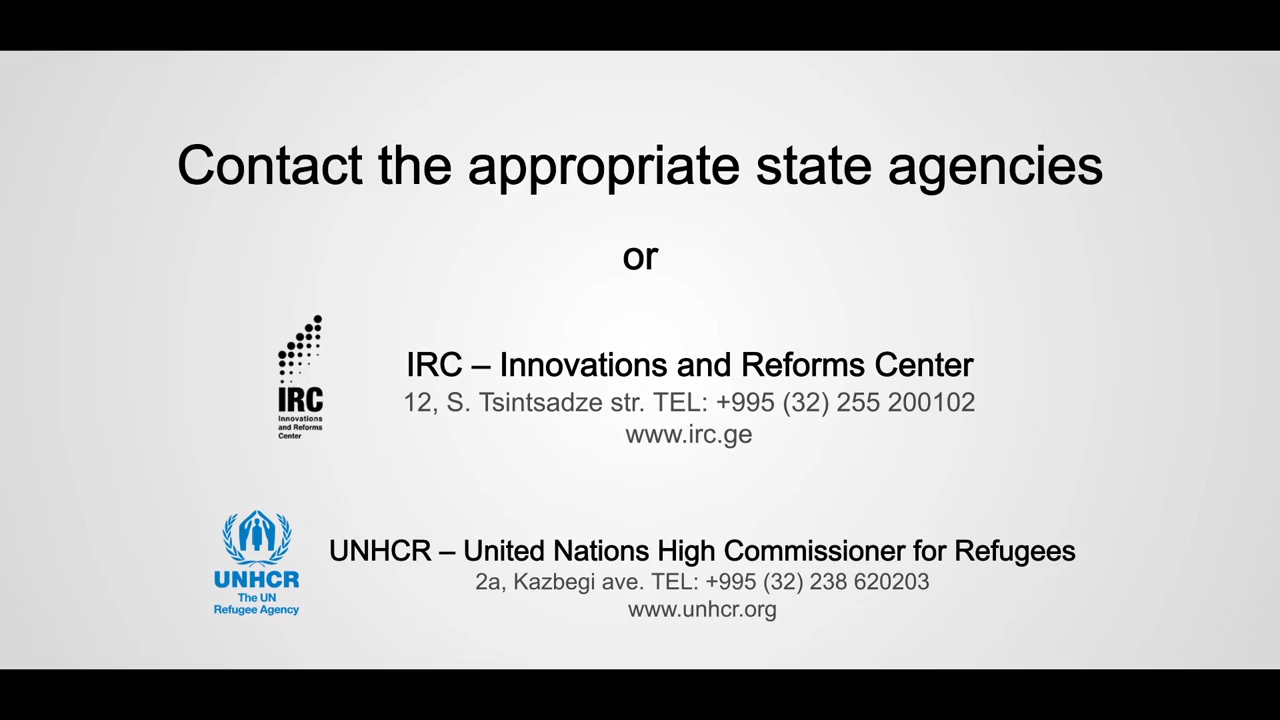 Contact the appropriate state agencies
or
IRC
Innovations
and Reforms
Center
IRC – Innovations and Reforms Center
12, S. Tsintsadze str. TEL: +995 (32) 255 200102
www.irc.ge
UNHCR
The UN
Refugee Agency
UNHCR – United Nations High Commissioner for Refugees
2a, Kazbegi ave. TEL: +995 (32) 238 620203
www.unhcr.org